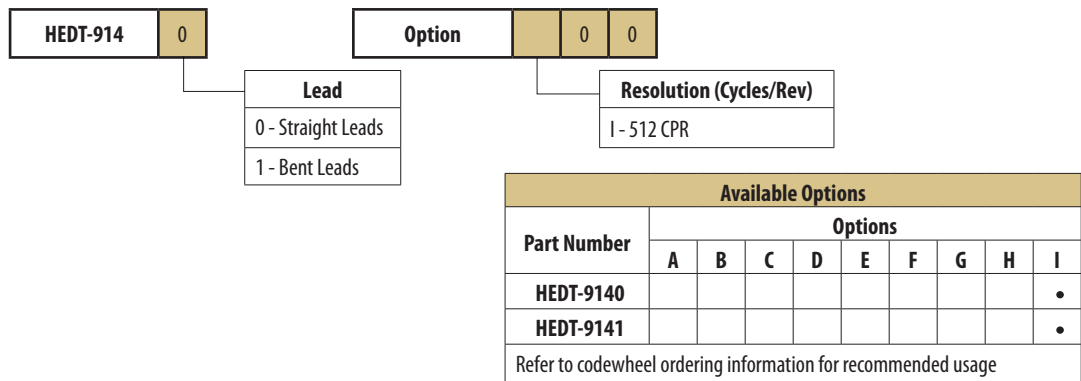 HEDT-914 0 Option 0 0
Lead
0 - Straight Leads
1 - Bent Leads
Resolution (Cycles/Rev)
I - 512 CPR
Available Options
Part Number
Options
A B C D E F G H I
HEDT-9140 •
HEDT-9141 •
Refer to codewheel ordering information for recommended usage